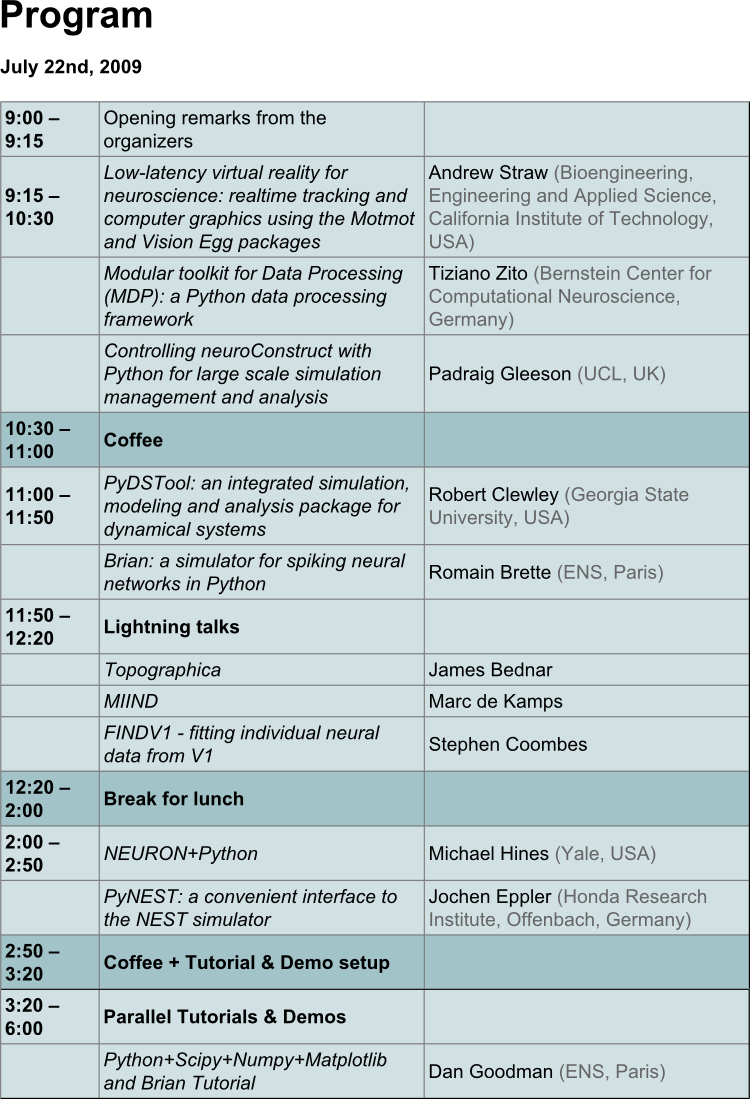 Program
July 22nd, 2009
9:00 –
9:15
Opening remarks from the
organizers
9:15 –
10:30
Low-latency virtual reality for
neuroscience: realtime tracking and
computer graphics using the Motmot
and Vision Egg packages
Andrew Straw (Bioengineering,
Engineering and Applied Science,
California Institute of Technology,
USA)
Modular toolkit for Data Processing
(MDP): a Python data processing
framework
Tiziano Zito (Bernstein Center for
Computational Neuroscience,
Germany)
Controlling neuroConstruct with
Python for large scale simulation
management and analysis
Padraig Gleeson (UCL, UK)
10:30 –
11:00
Coffee
11:00 –
11:50
PyDSTool: an integrated simulation,
modeling and analysis package for
dynamical systems
Robert Clewley (Georgia State
University, USA)
Brian: a simulator for spiking neural
networks in Python
Romain Brette (ENS, Paris)
11:50 –
12:20
Lightning talks
Topographica
James Bednar
MIIND
Marc de Kamps
FINDV1 - fitting individual neural
data from V1
Stephen Coombes
12:20 –
2:00
Break for lunch
2:00 –
2:50
NEURON+Python
Michael Hines (Yale, USA)
PyNEST: a convenient interface to
the NEST simulator
Jochen Eppler (Honda Research
Institute, Offenbach, Germany)
2:50 –
3:20
Coffee + Tutorial & Demo setup
3:20 –
6:00
Parallel Tutorials & Demos
Python+Scipy+Numpy+Matplotlib
and Brian Tutorial
Dan Goodman (ENS, Paris)